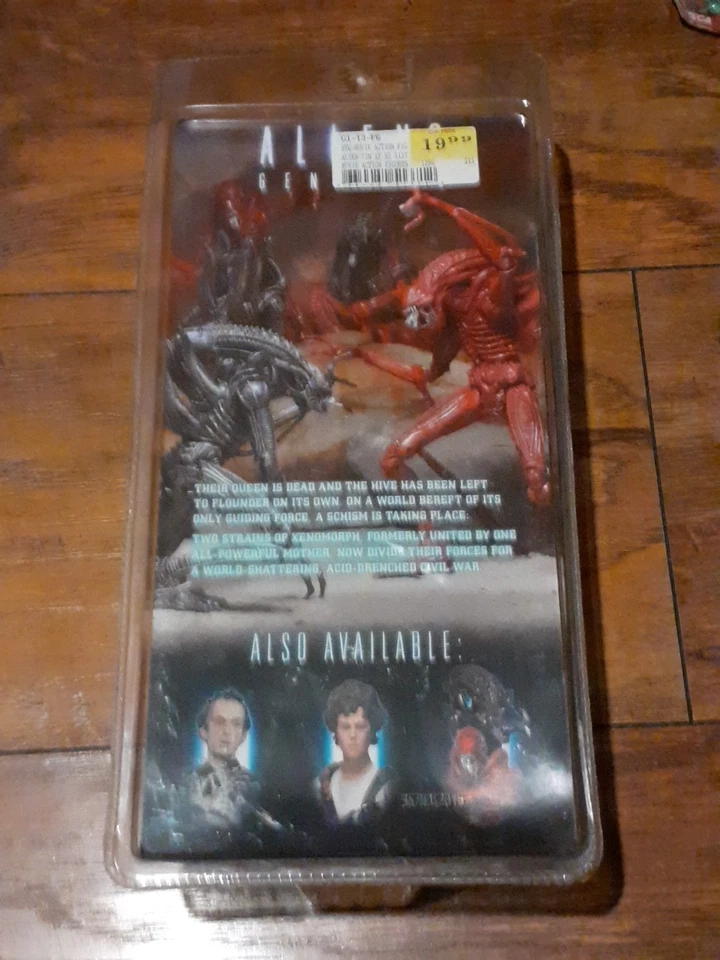 ALIENS
GEN
1999
THEIR QUEEN IS DEAD AND THE HIVE HAS BEEN LEFT
TO FLOUNDER ON ITS OWN. ON A WORLD BEREFT OF ITS
ONLY GUIDING FORCE, A SCHISM IS TAKING PLACE:
TWO STRAINS OF XENOMORPH, FORMERLY UNITED BY ONE
ALL-POWERFUL MOTHER, NOW DIVIDE THEIR FORCES FOR
A WORLD-SHATTERING, ACID-DRENCHED CIVIL WAR.
ALSO AVAILABLE: